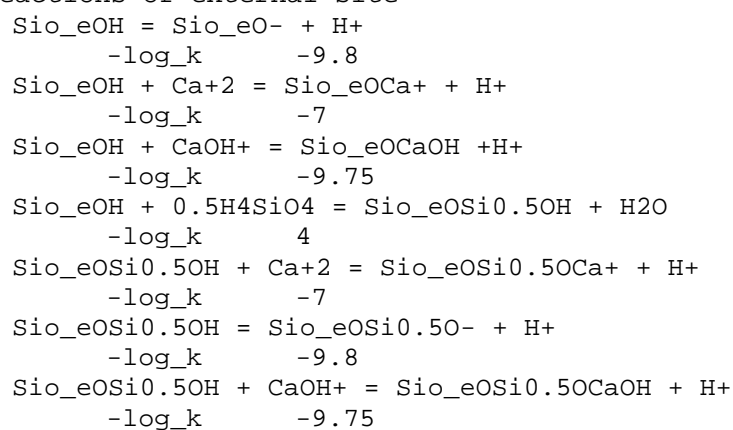 Sio_eOH = Sio_eO- + H+
-log_k -9.8
Sio_eOH + Ca+2 = Sio_eOCa+ + H+
-log_k -7
Sio_eOH + CaOH+ = Sio_eOCaOH +H+
-log_k -9.75
Sio_eOH + 0.5H4SiO4 = Sio_eOSi0.5OH + H2O
-log_k 4
Sio_eOSi0.5OH + Ca+2 = Sio_eOSi0.5OCa+ + H+
-log_k -7
Sio_eOSi0.5OH = Sio_eOSi0.5O- + H+
-log_k -9.8
Sio_eOSi0.5OH + CaOH+ = Sio_eOSi0.5OCaOH + H+
-log_k -9.75